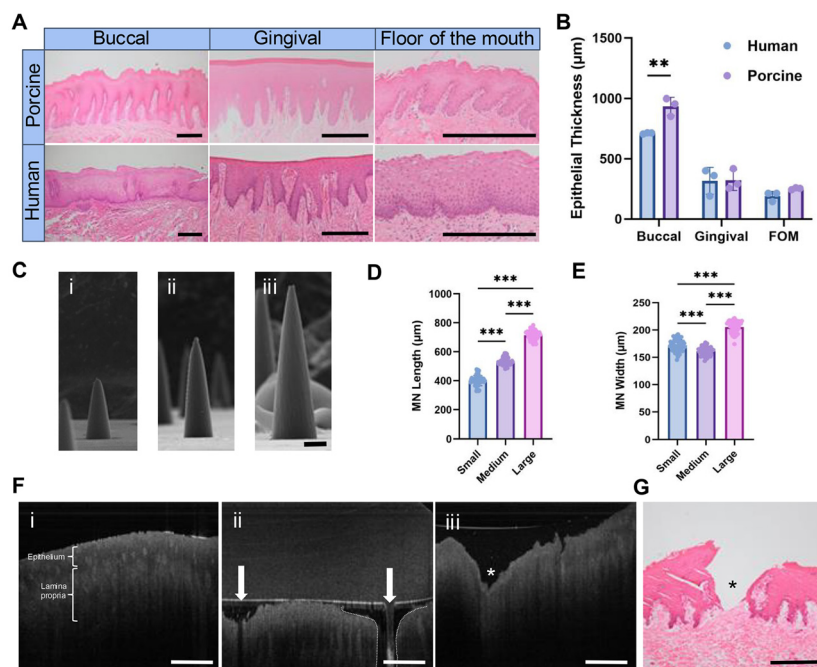 A
Buccal Gingival Floor of the mouth
Porcine
Human
B
Epithelial Thickness (μm)
1500
1000
500
0
Human
Porcine
**
Buccal Gingival FOM
C
i
ii
iii
D
MN Length (μm)
1000
800
600
400
200
0
***
***
***
Small Medium Large
E
MN Width (μm)
250
200
150
100
50
0
***
***
***
Small Medium Large
F
i
Epithelium
Lamina
propria
ii
iii
*
G
*